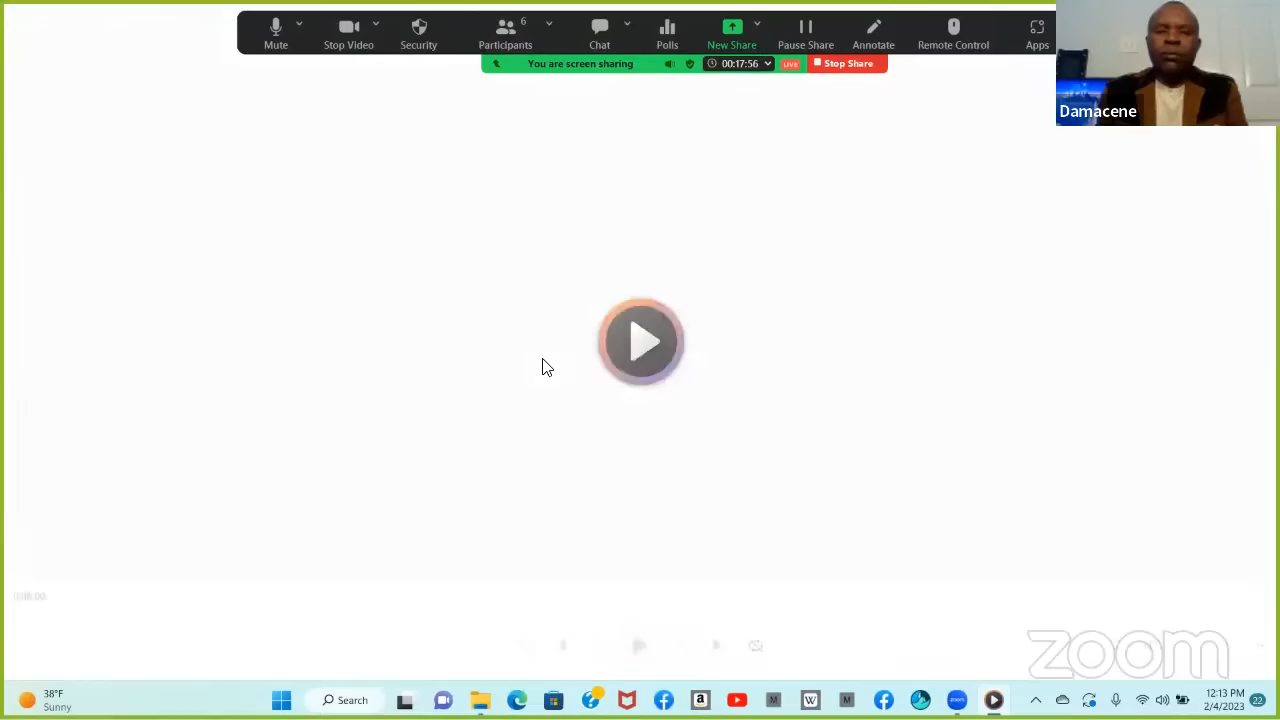 6
Mute
Stop Video
Security
Participants
Chat
Polls
New Share
Pause Share
Annotate
Remote Control
Apps
You are screen sharing
00:17:56
LIVE
Stop Share
Damacene
zoom
38°F
Sunny
Search
zoom
12:13 PM
2/4/2023
22